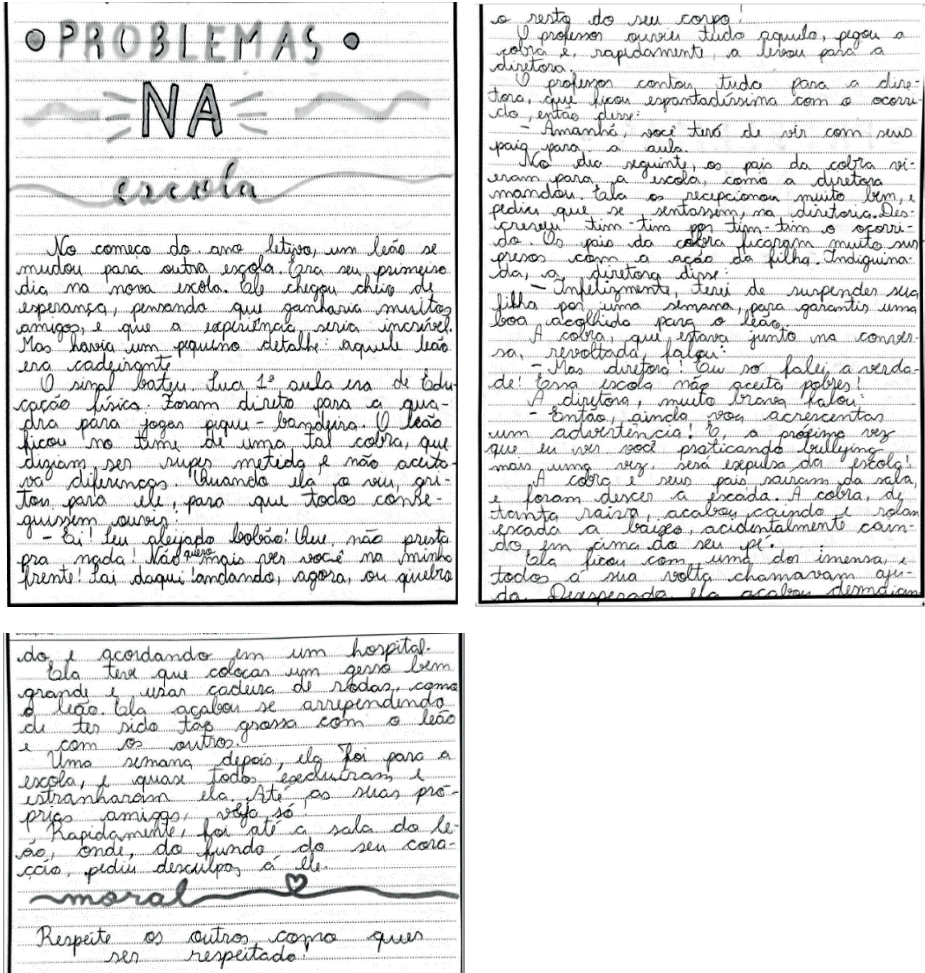 PROBLEMAS
NA
escola
No começo do ano letivo, um leão se
mudou para outra escola. Era seu primeiro
dia na nova escola. Ele chegou cheio de
esperança, pensando que ganharia muitos
amigos, e que a experiência seria incrível.
Mas havia um pequeno detalhe: aquele leão
era cadeirante.
O sinal bateu. Sua 1ª aula era de Edu-
cação física. Foram direto para a qua-
dra para jogar pique-bandeira. O leão
ficou no time de uma tal cobra, que
diziam ser super metida e não aceita-
va diferenças. Quando ela o viu, gri-
tou para ele, para que todos conse-
guissem ouvir:
- Ei! Seu aleijado bobão! Que, não presta
pra nada! Não quero mais ver você na minha
frente! Sai daqui andando, agora, ou quebro
o resto do seu corpo!
O professor ouviu tudo aquilo, pegou a
cobra e, rapidamente, a levou para a
diretora.
O professor contou tudo para a dire-
tora, que ficou espantadíssima com o ocorri-
do, então disse:
- Amanhã, você terá de vir com seus
pais para a aula.
No dia seguinte, os pais da cobra vi-
eram para a escola, como a diretora
mandou. Ela os recepcionou muito bem, e
pediu que se sentassem, na diretoria. Des-
creveu tim-tim por tim-tim o ocorri-
do. Os pais da cobra ficaram muito sur
presos com a ação da filha. Indiguina-
da, a diretora disse:
- Infelizmente, terei de suspender sua
filha por uma semana, para garantir uma
boa acolhida para o leão.
A cobra, que estava junto na conver-
sa, revoltada, falou:
- Mas diretora! Eu só falei a verda-
de! Essa escola não aceita pobres!
A diretora, muito brava falou:
- Então, ainda vou acrescentar
um advertência! E, a próxima vez
que eu ver você praticando bullying
mais uma vez, será expulsa da escola!
A cobra e seus pais saíram da sala,
e foram descer a escada. A cobra, de
tanta raiva, acabou caindo e rolan
escada a baixo, acidentalmente cain-
do em cima do seu pé.
Ela ficou com uma dor imensa, e
todos a sua volta chamavam aju-
da. Desesperada ela acabou desmaian
do, e acordando em um hospital.
Ela teve que colocar um gesso bem
grande e usar cadeira de rodas, como
o leão. Ela acabou se arrependendo
de ter sido tão grossa com o leão
e com os outros.
Uma semana depois, ela foi para a
escola, e quase todos excluíram e
estranharam ela. Até as suas pró-
prias amigas, veja só!
Rapidamente, foi até a sala do le-
ão, onde, do fundo do seu cora-
ção, pediu desculpas á ele.
moral
Respeite os outros como quer
ser respeitado!